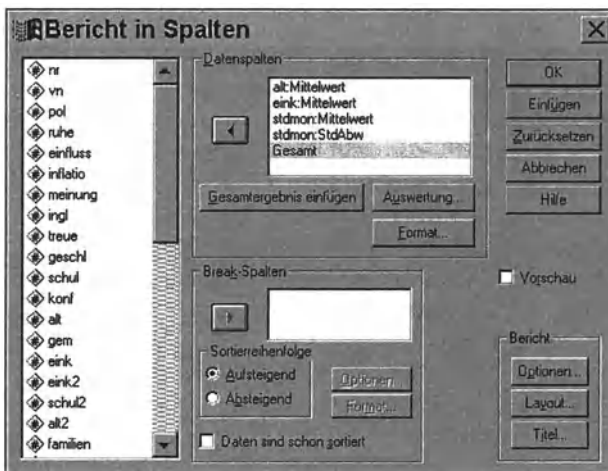 Bericht in Spalten
nr
vn
pol
ruhe
einfluss
inflatio
meinung
ingl
treue
geschl
schul
konf
alt
gem
eink
eink2
schul2
alt2
familien
Datenspalten
alt:Mittelwert
eink:Mittelwert
stdmon:Mittelwert
stdmon:StdAbw
Gesamt
Gesamtergebnis einfügen
Auswertung...
Format...
Break-Spalten
Sortierreihenfolge
Aufsteigend
Absteigend
Optionen
Format...
Daten sind schon sortiert
OK
Einfügen
Zurücksetzen
Abbrechen
Hilfe
Vorschau
Bericht
Optionen...
Layout...
Titel...